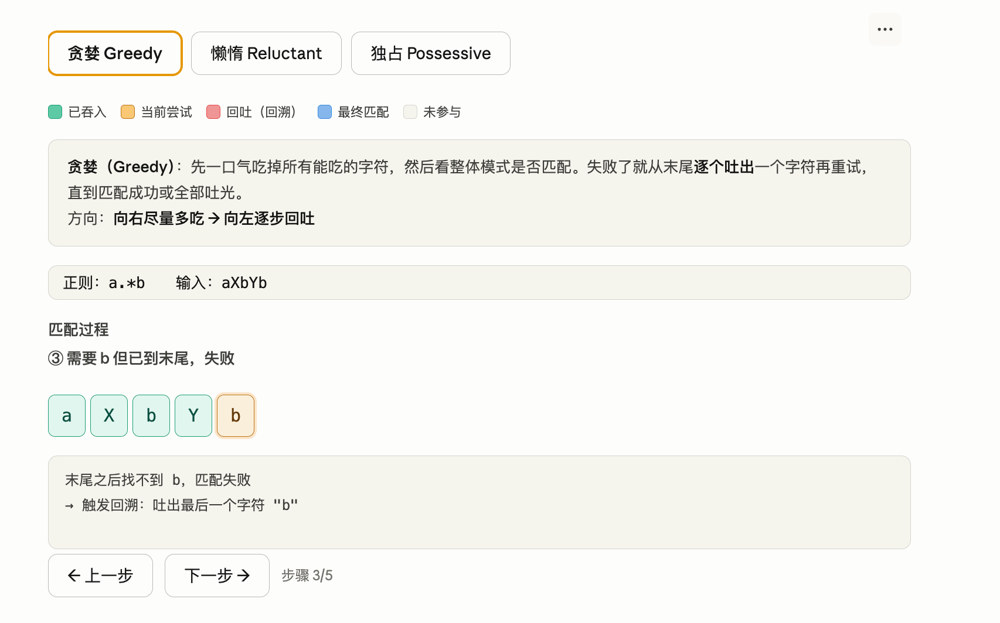 贪婪 Greedy 懒惰 Reluctant 独占 Possessive
已吞入 当前尝试 回吐（回溯） 最终匹配 未参与
贪婪（Greedy）：先一口气吃掉所有能吃的字符，然后看整体模式是否匹配。失败了就从末尾逐个吐出一个字符再重试，
直到匹配成功或全部吐光。
方向：向右尽量多吃 → 向左逐步回吐
正则：a.*b 输入：aXbYb
匹配过程
③ 需要 b 但已到末尾，失败
a X b Y b
末尾之后找不到 b，匹配失败
→ 触发回溯：吐出最后一个字符 "b"
← 上一步 下一步 → 步骤 3/5